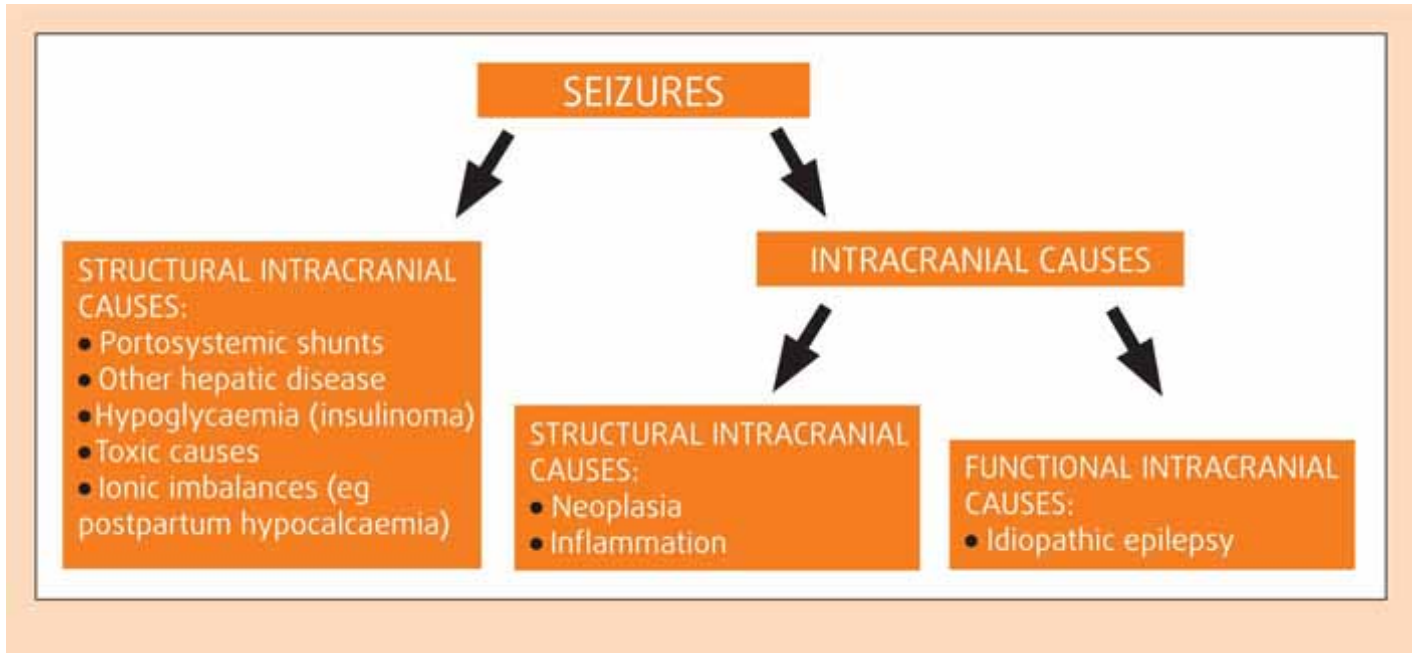 SEIZURES
STRUCTURAL INTRACRANIAL
CAUSES:
● Portosystemic shunts
● Other hepatic disease
● Hypoglycaemia (insulinoma)
● Toxic causes
● Ionic imbalances (eg
postpartum hypocalcaemia)
INTRACRANIAL CAUSES
STRUCTURAL INTRACRANIAL
CAUSES:
● Neoplasia
● Inflammation
FUNCTIONAL INTRACRANIAL
CAUSES:
● Idiopathic epilepsy